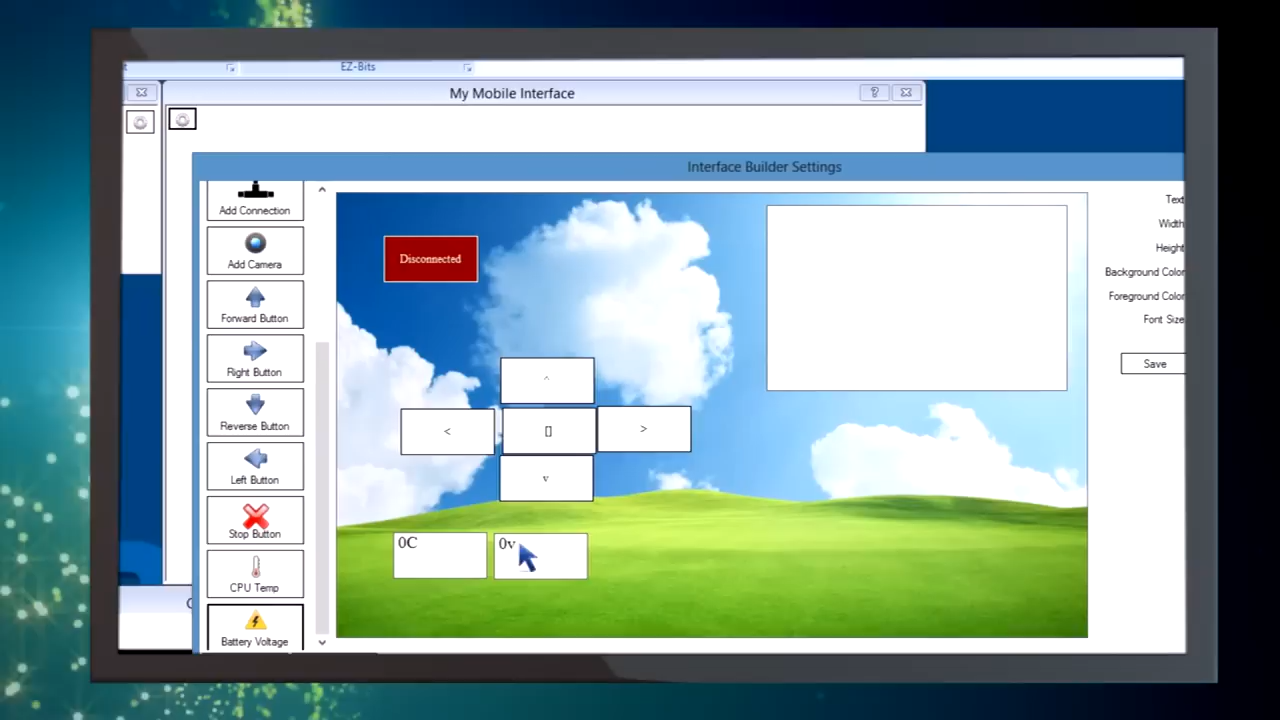 EZ-Bits
My Mobile Interface
?
Interface Builder Settings
Add Connection
Add Camera
Forward Button
Right Button
Reverse Button
Left Button
Stop Button
CPU Temp
Battery Voltage
Disconnected
^
<
[]
>
v
0C
0v
Text
Width
Height
Background Color
Foreground Color
Font Size
Save